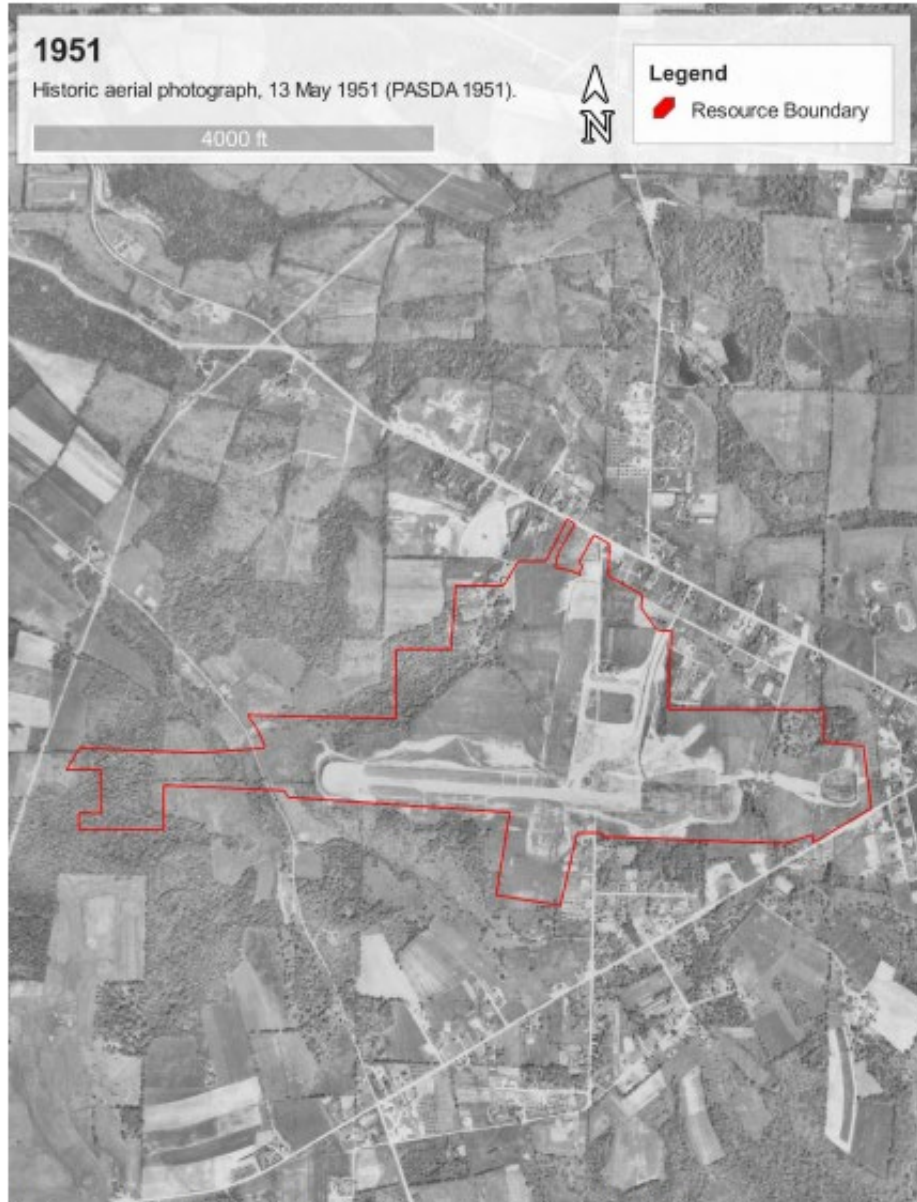 1951
Historic aerial photograph, 13 May 1951 (PASDA 1951).
4000 ft
N
Legend
Resource Boundary